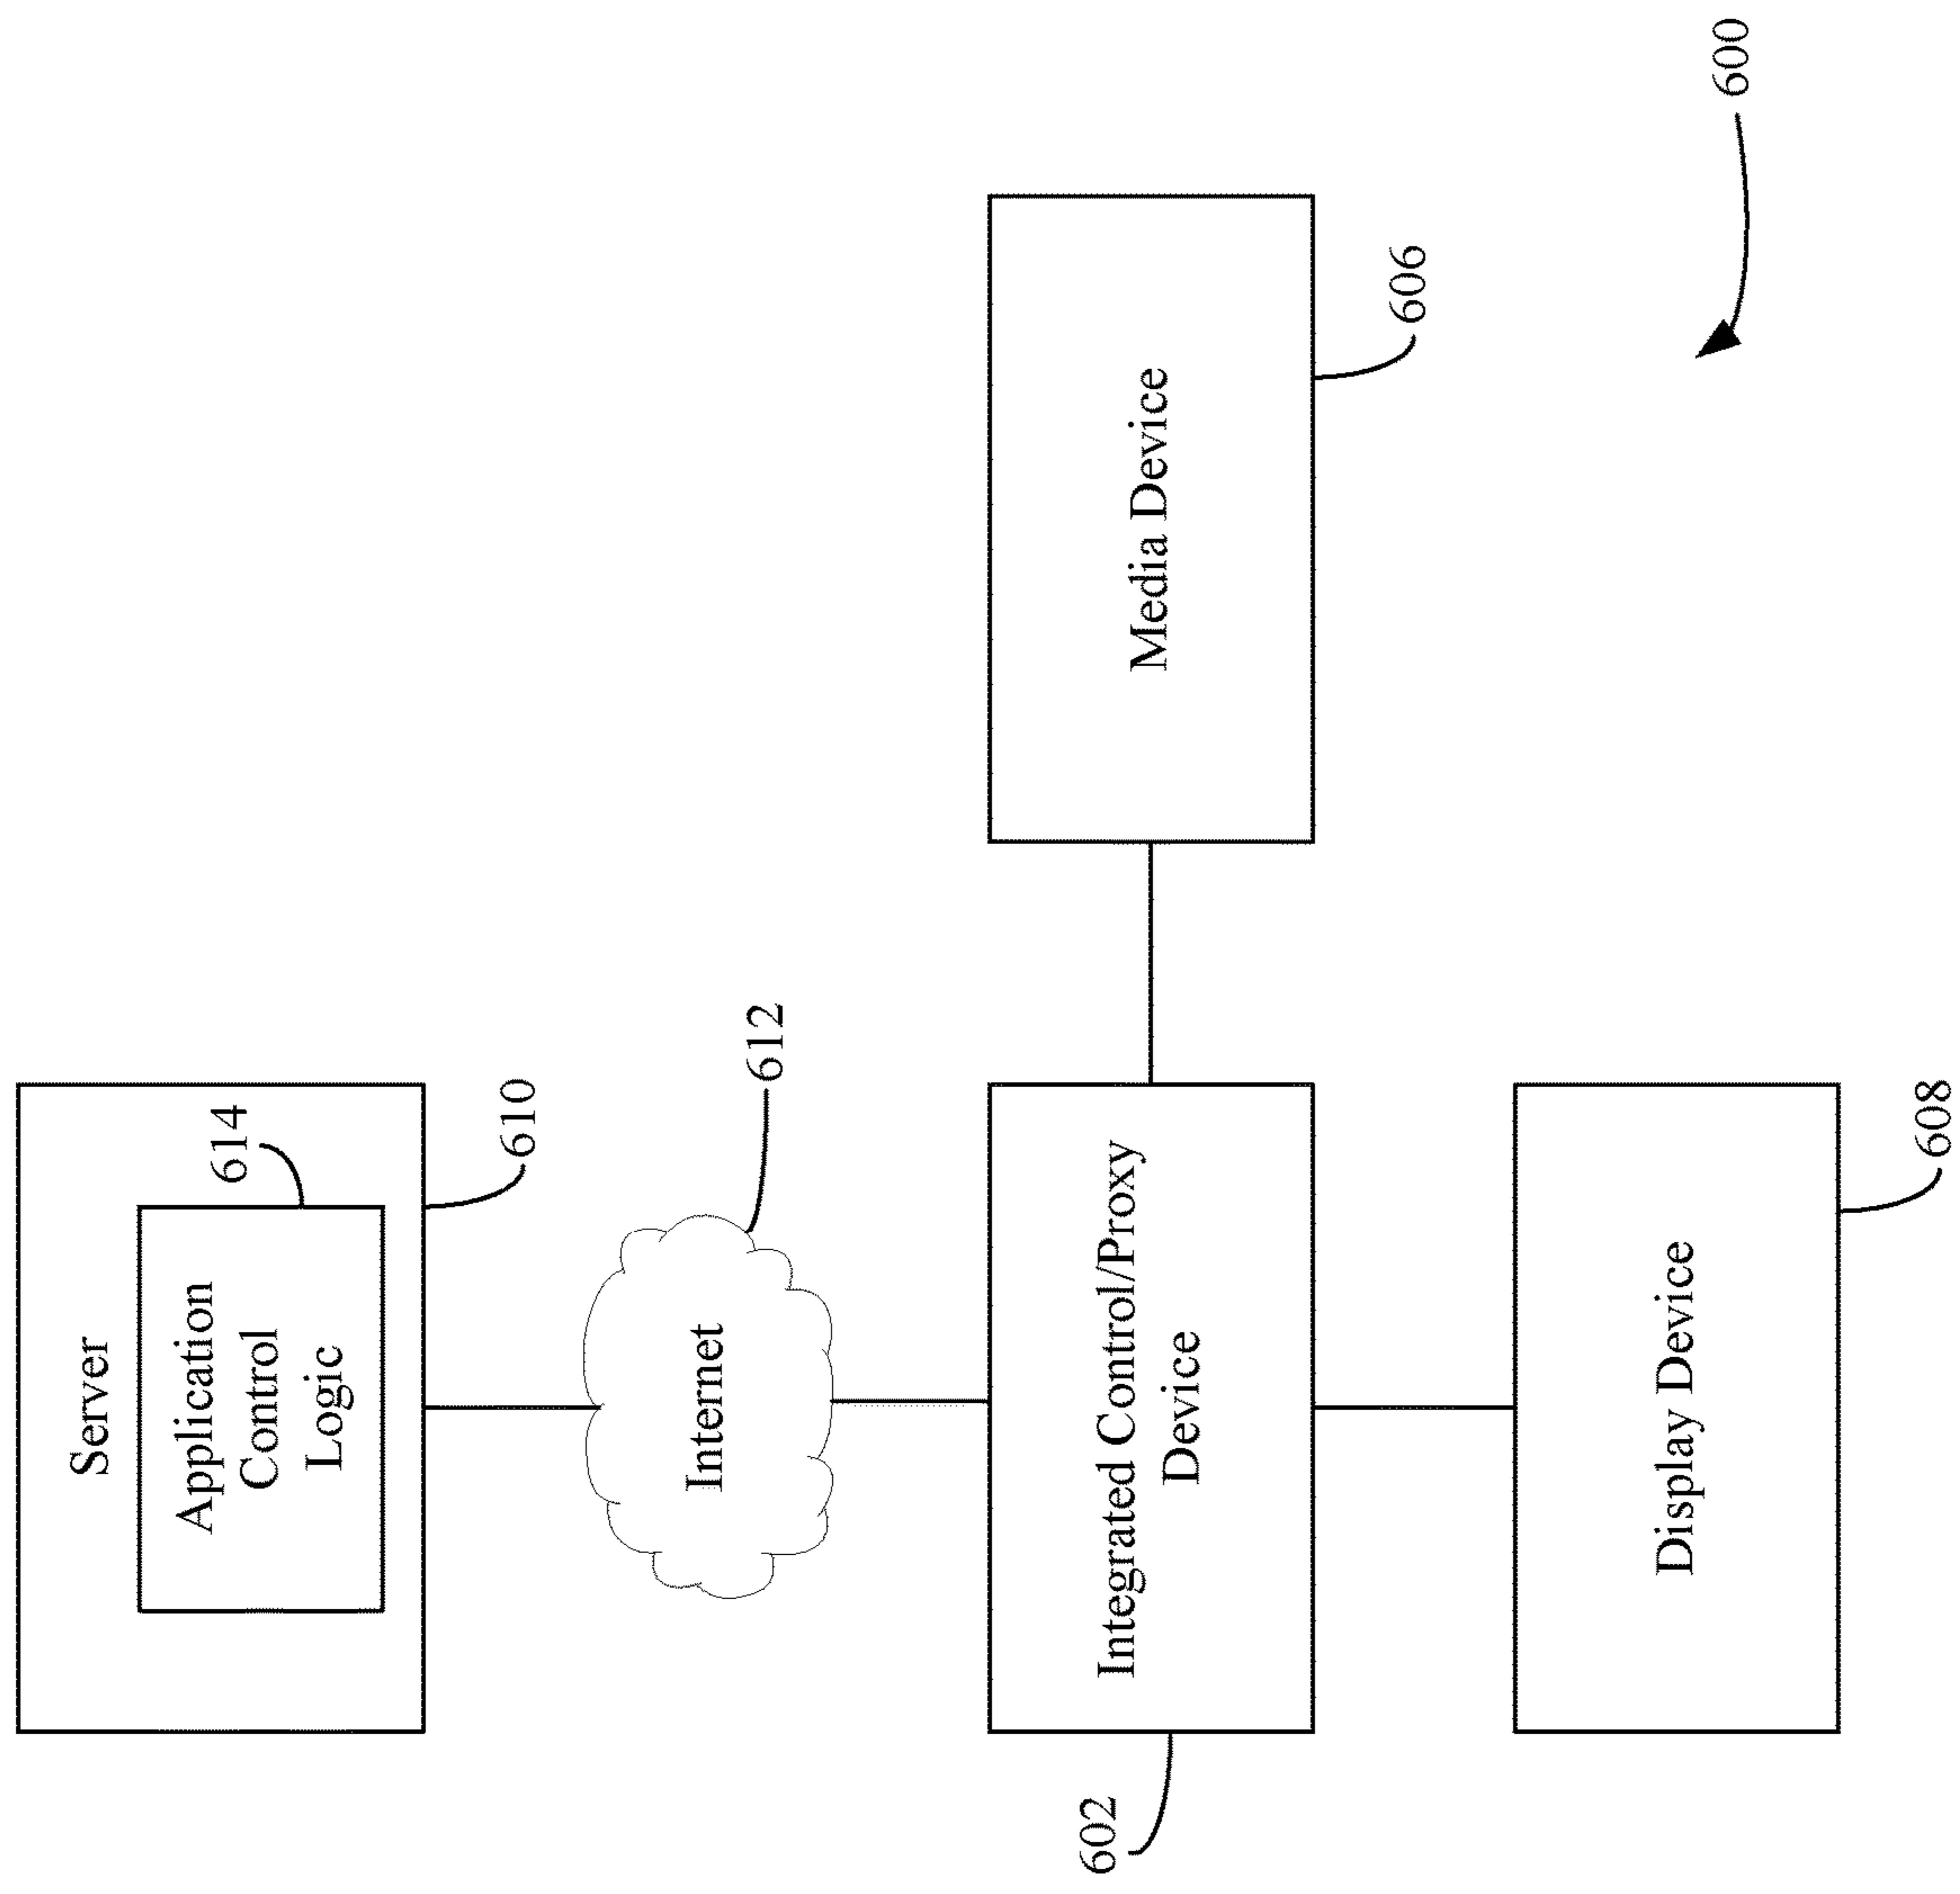 Server
614
Application
Control
Logic
610
Internet
612
Integrated Control/Proxy
Device
602
Media Device
606
Display Device
608
600